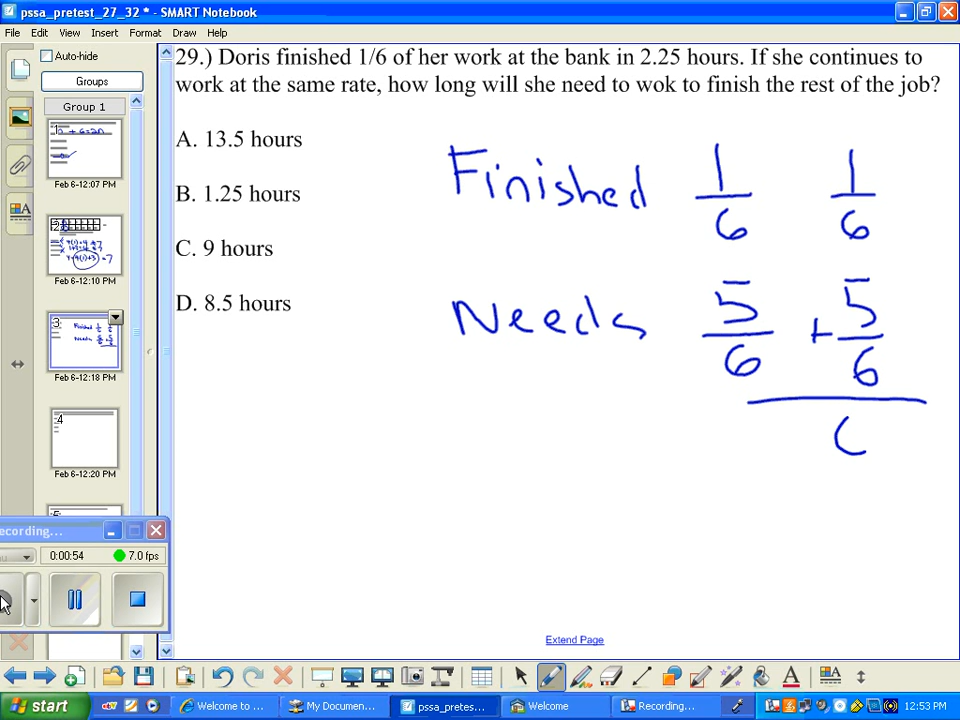 pssa_pretest_27_32 * - SMART Notebook
File Edit View Insert Format Draw Help
Auto-hide
Groups
Group 1
Feb 6-12:07 PM
Feb 6-12:10 PM
3
Feb 6-12:18 PM
4
Feb 6-12:20 PM
ecording...
0:00:54 7.0 fps
29.) Doris finished 1/6 of her work at the bank in 2.25 hours. If she continues to
work at the same rate, how long will she need to wok to finish the rest of the job?
A. 13.5 hours
B. 1.25 hours
C. 9 hours
D. 8.5 hours
Finished 1/6 1/6
Needs 5/6 + 5/6
Extend Page
start Welcome to ... My Documen... pssa_pretes... Welcome Recording... 12:53 PM